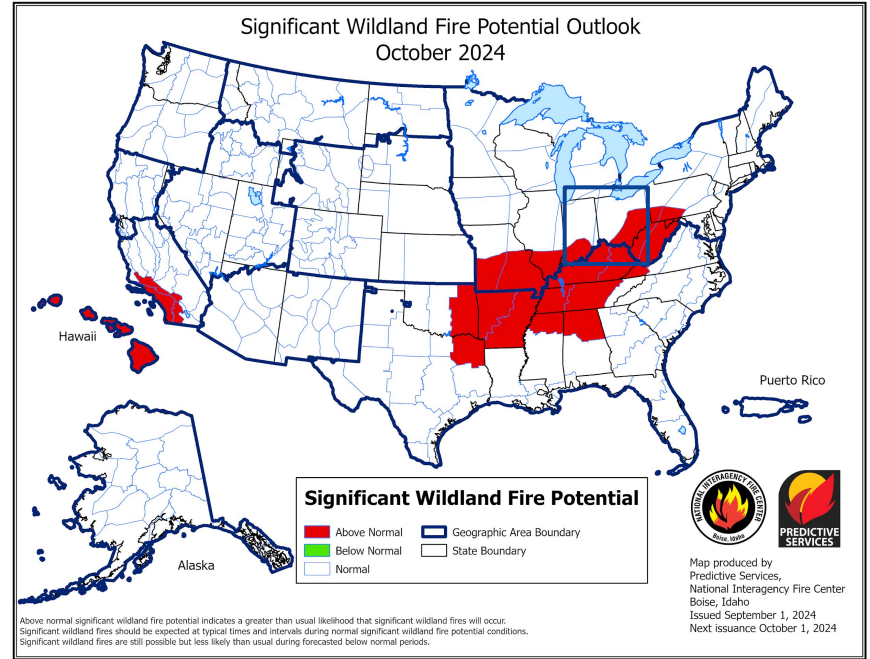 Significant Wildland Fire Potential Outlook
October 2024
Hawaii
Puerto Rico
Alaska
Significant Wildland Fire Potential
Above Normal
Below Normal
Normal
Geographic Area Boundary
State Boundary
NATIONAL INTERAGENCY FIRE CENTER
Boise, Idaho
PREDICTIVE
SERVICES
Map produced by
Predictive Services,
National Interagency Fire Center
Boise, Idaho
Issued September 1, 2024
Next issuance October 1, 2024
Above normal significant wildland fire potential indicates a greater than usual likelihood that significant wildland fires will occur.
Significant wildland fires should be expected at typical times and intervals during normal significant wildland fire potential conditions.
Significant wildland fires are still possible but less likely than usual during forecasted below normal periods.